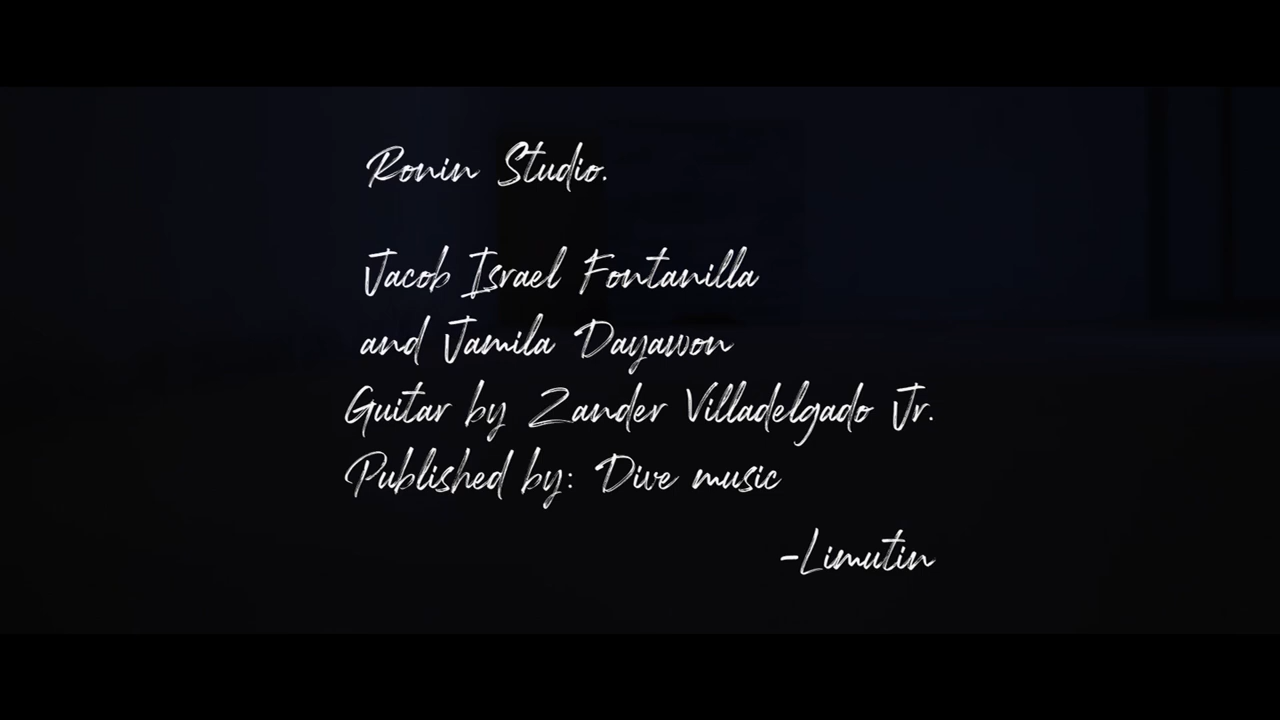 Ronin Studio.
Jacob Israel Fontanilla
and Jamila Dayawon
Guitar by Zander Villadelgado Jr.
Published by: Dive music
-Limutin